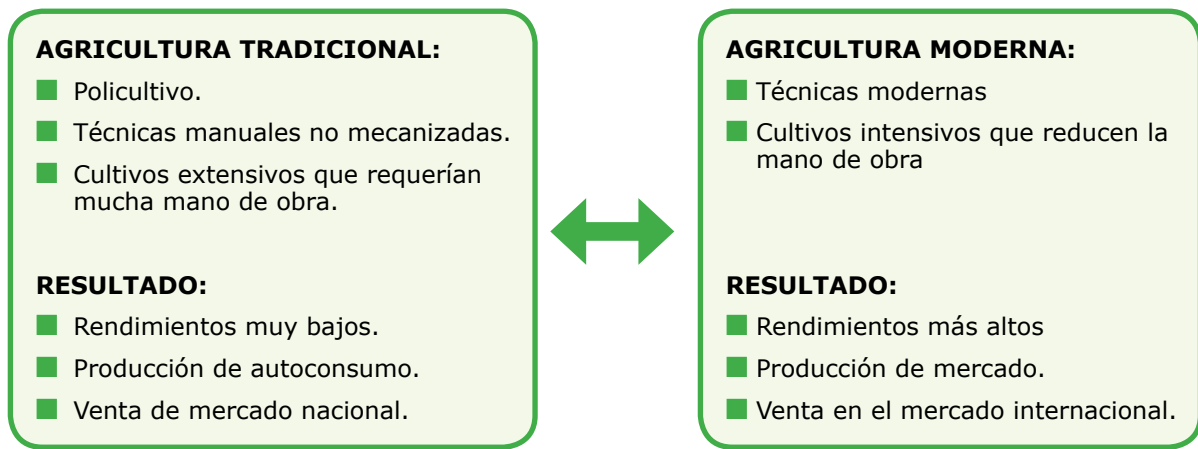 AGRICULTURA TRADICIONAL:
Policultivo.
Técnicas manuales no mecanizadas.
Cultivos extensivos que requerían
mucha mano de obra.
RESULTADO:
Rendimientos muy bajos.
Producción de autoconsumo.
Venta de mercado nacional.
AGRICULTURA MODERNA:
Técnicas modernas
Cultivos intensivos que reducen la
mano de obra
RESULTADO:
Rendimientos más altos
Producción de mercado.
Venta en el mercado internacional.